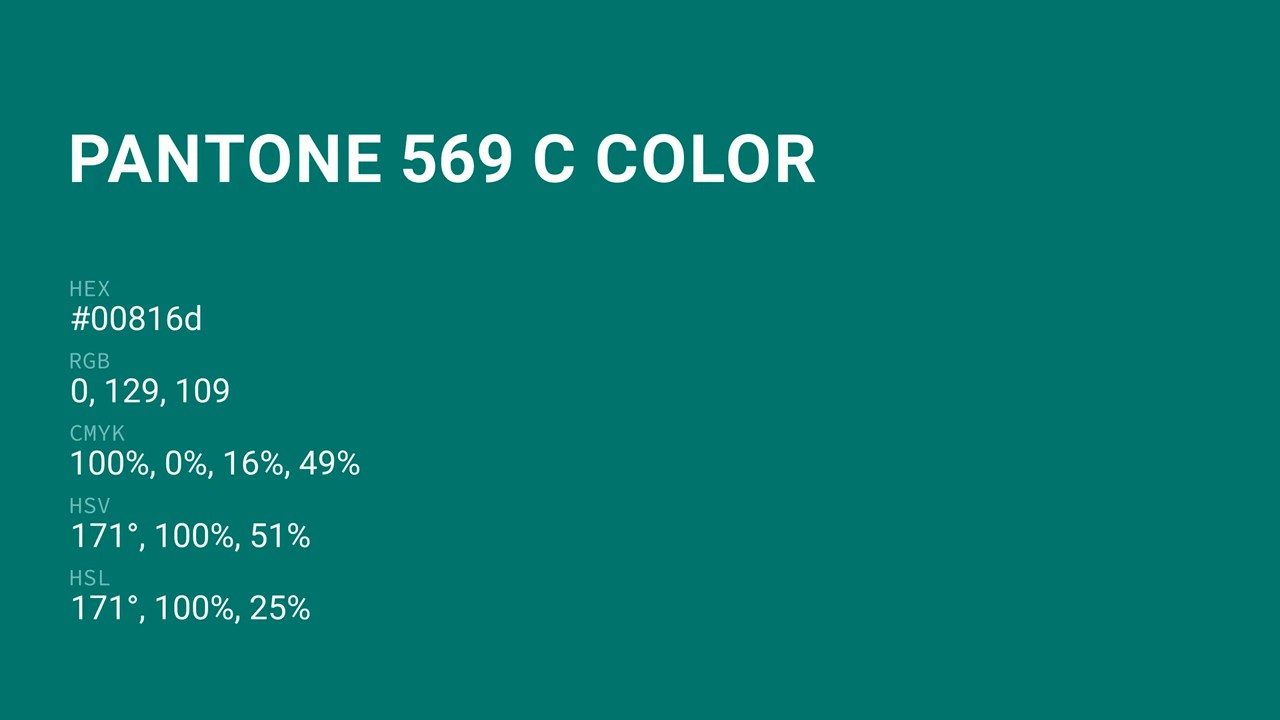 PANTONE 569 C COLOR
HEX
#00816d
RGB
0, 129, 109
CMYK
100%, 0%, 16%, 49%
HSV
171°, 100%, 51%
HSL
171°, 100%, 25%